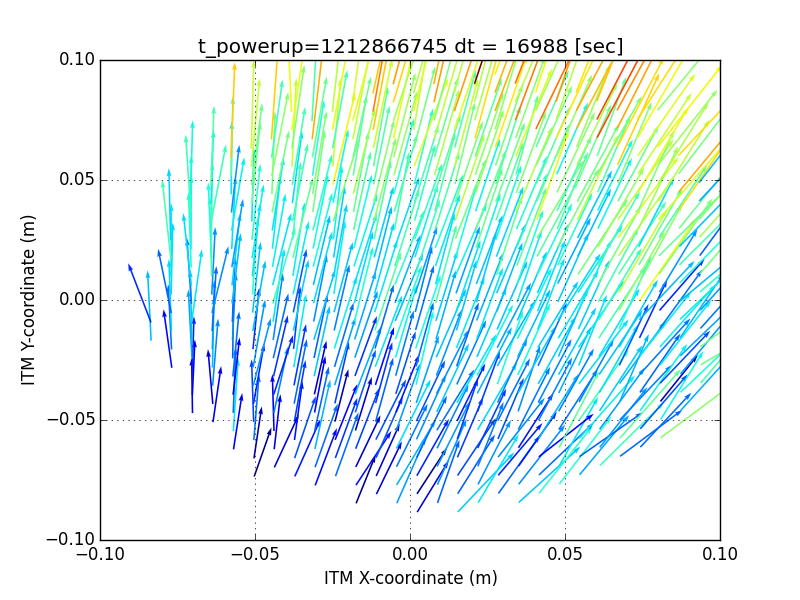 t_powerup=1212866745 dt = 16988 [sec]
0.10
0.05
0.00
−0.05
−0.10
ITM Y-coordinate (m)
−0.10 −0.05 0.00 0.05 0.10
ITM X-coordinate (m)